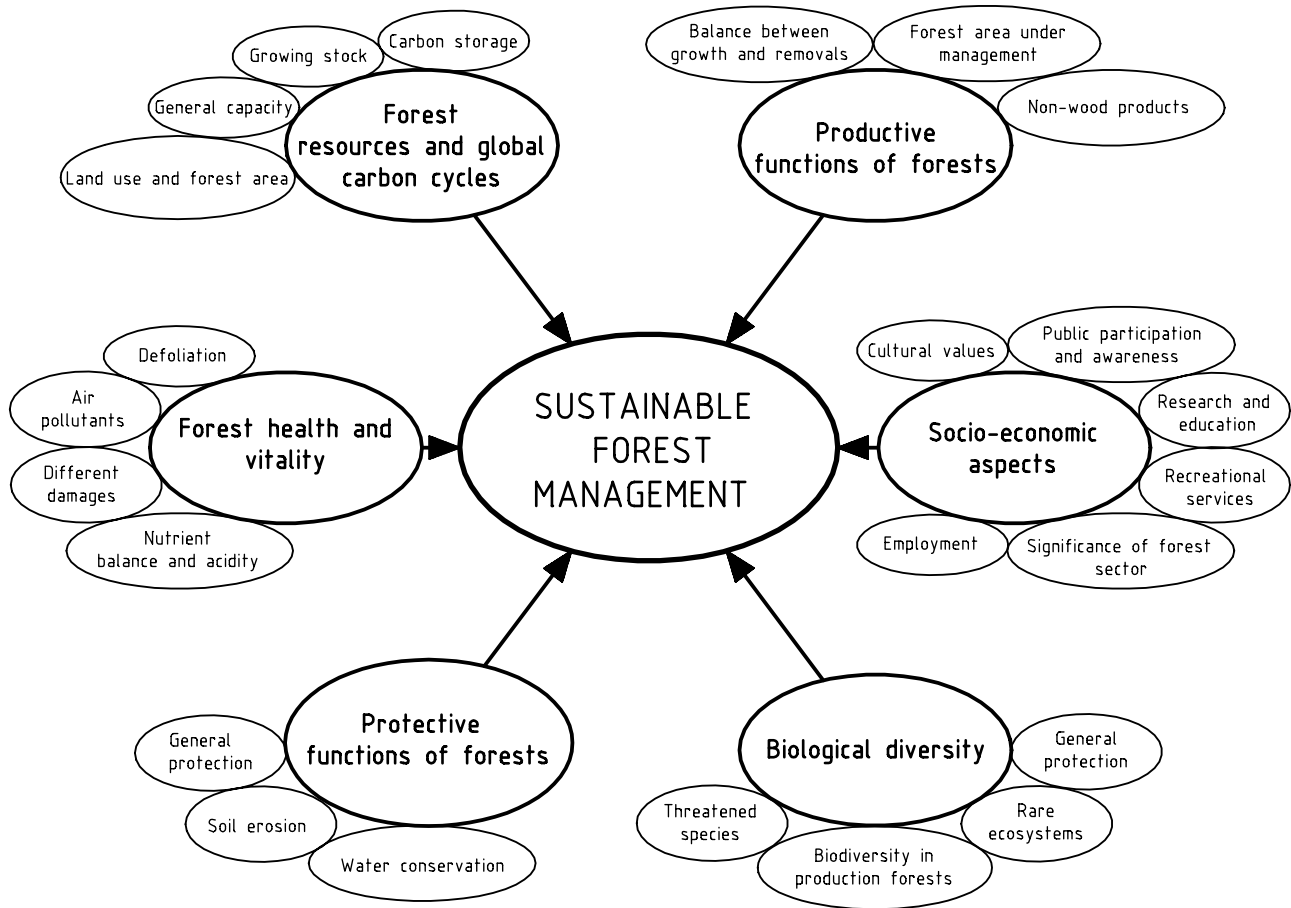 Carbon storage
Growing stock
General capacity
Land use and forest area
Forest
resources and global
carbon cycles
Balance between
growth and removals
Forest area under
management
Non-wood products
Productive
functions of forests
Defoliation
Air
pollutants
Different
damages
Nutrient
balance and acidity
Forest health and
vitality
SUSTAINABLE
FOREST
MANAGEMENT
Cultural values
Public participation
and awareness
Research and
education
Recreational
services
Significance of forest
sector
Employment
Socio-economic
aspects
Protective
functions of forests
General
protection
Soil erosion
Water conservation
Biological diversity
General
protection
Rare
ecosystems
Biodiversity in
production forests
Threatened
species